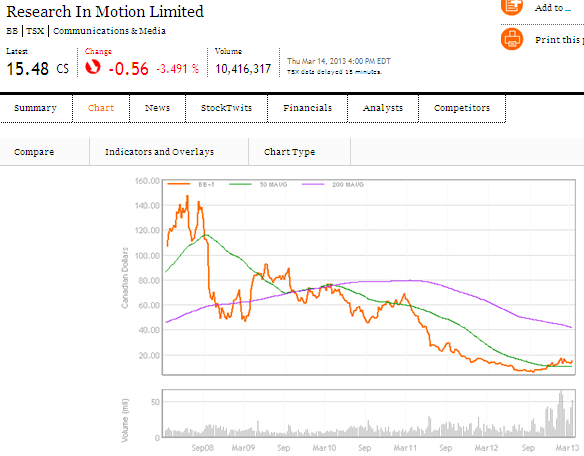 Research In Motion Limited
BB | TSX | Communications & Media
Add to ...
Print this p
Latest
15.48 C$
Change
-0.56 -3.491 %
Volume
10,416,317
Thu Mar 14, 2013 4:00 PM EDT
TSX data delayed 15 minutes.
Summary Chart News StockTwits Financials Analysts Competitors
Compare Indicators and Overlays Chart Type
BB-T 50 MAVG 200 MAVG
160.00
140.00
120.00
100.00
80.00
60.00
40.00
20.00
Canadian Dollars
50
0
Volume (mil)
Sep08 Mar09 Sep Mar10 Sep Mar11 Sep Mar12 Sep Mar13